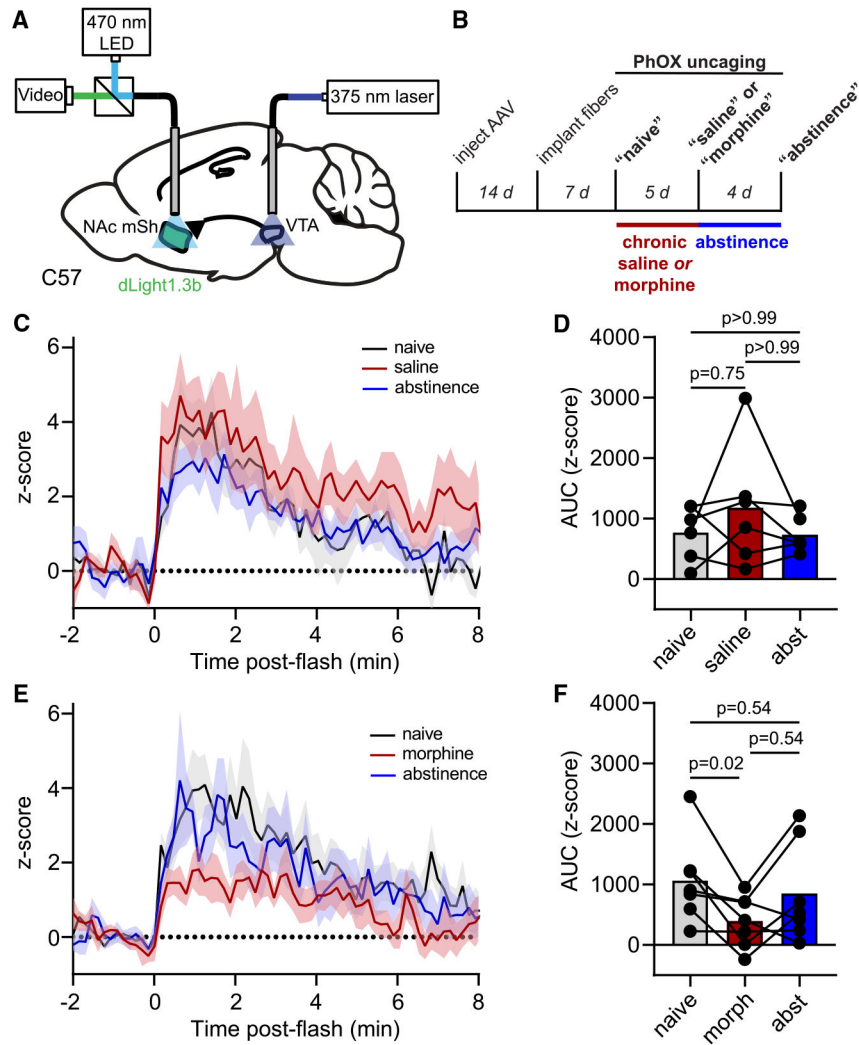 A
470 nm
LED
Video
375 nm laser
NAc mSh
VTA
C57
dLight1.3b
B
PhOX uncaging
inject AAV
implant fibers
“naive”
“saline” or
“morphine”
“abstinence”
14 d
7 d
5 d
4 d
chronic
saline or
morphine
abstinence
C
z-score
6
4
2
0
naive
saline
abstinence
-2
0
2
4
6
8
Time post-flash (min)
D
AUC (z-score)
4000
3000
2000
1000
0
p>0.99
p>0.99
p=0.75
naive
saline
abst
E
z-score
6
4
2
0
naive
morphine
abstinence
-2
0
2
4
6
8
Time post-flash (min)
F
AUC (z-score)
4000
3000
2000
1000
0
p=0.54
p=0.54
p=0.02
naive
morph
abst